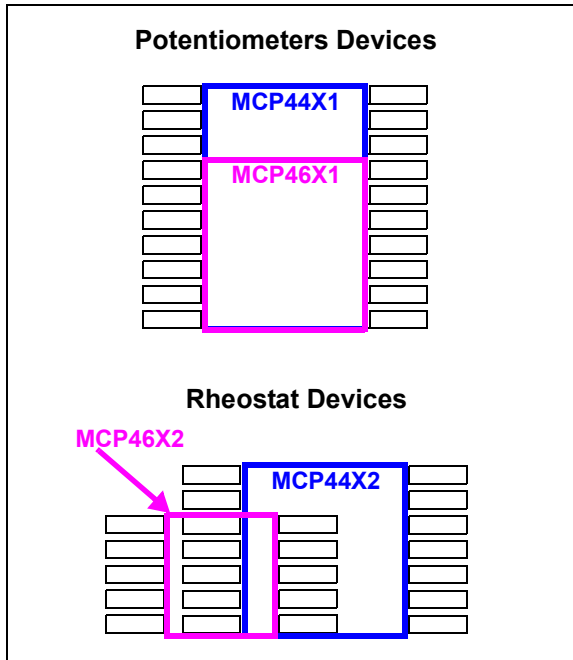 Potentiometers Devices
MCP44X1
MCP46X1
Rheostat Devices
MCP46X2
MCP44X2